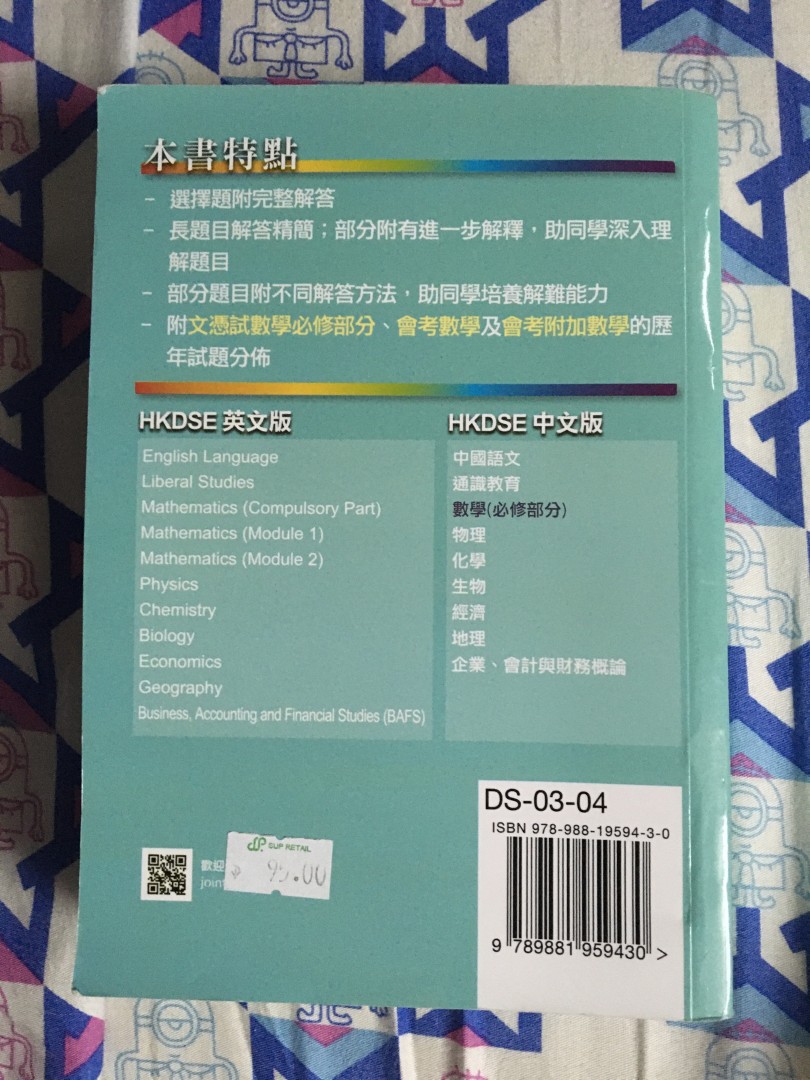 本書特點
- 選擇題附完整解答
- 長題目解答精簡；部分附有進一步解釋，助同學深入理
解題目
- 部分題目附不同解答方法，助同學培養解難能力
- 附文憑試數學必修部分、會考數學及會考附加數學的歷
年試題分佈
HKDSE 英文版
English Language
Liberal Studies
Mathematics (Compulsory Part)
Mathematics (Module 1)
Mathematics (Module 2)
Physics
Chemistry
Biology
Economics
Geography
Business, Accounting and Financial Studies (BAFS)
HKDSE 中文版
中國語文
通識教育
數學(必修部分)
物理
化學
生物
經濟
地理
企業、會計與財務概論
DS-03-04
ISBN 978-988-19594-3-0
9 789881 959430 >
CUP RETAIL
95.00
歡迎